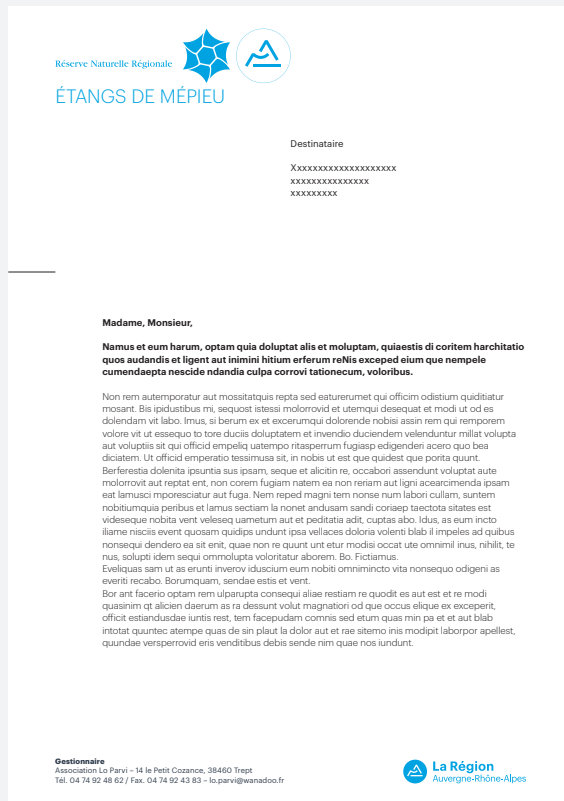 Réserve Naturelle Régionale
ÉTANGS DE MÉPIEU
Destinataire
Xxxxxxxxxxxxxxxxxxxx
xxxxxxxxxxxxxxx
xxxxxxxxx
Madame, Monsieur,
Namus et eum harum, optam quia doluptat alis et moluptam, quiaestis di coritem harchitatio
quos audandis et ligent aut inimini hitium erferum reNis exceped eium que nempele
cumendaepta nescide ndandia culpa corrovi tationecum, voloribus.
Non rem autemporatur aut mossitatquis repta sed eaturerumet qui officim odistium quiditiatur
mosant. Bis ipidustibus mi, sequost istessi molorrovid et utemqui desequat et modi ut od es
dolendam vit labo. Imus, si berum ex et excerumqui dolorende nobisi assin rem qui remporem
volore vit ut essequo to tore duciis doluptatem et invendio duciendem velenduntur millat volupta
aut voluptiis sit qui officid empeliq uatempo ritasperrum fugiasp edigenderi acero quo bea
diciatem. Ut officid emperatio tessimusa sit, in nobis ut est que quidest que porita quunt.
Berferestia dolenita ipsuntia sus ipsam, seque et alicitin re, occabori assendunt voluptat aute
molorrovit aut reptat ent, non corem fugiam natem ea non reriam aut ligni acearcimenda ipsam
eat lamusci mporesciatur aut fuga. Nem reped magni tem nonse num labori cullam, suntem
nobitiumquia peribus et lamus sectiam la nonet andusam sandi coriaep taectota sitates est
videseque nobita vent veleseq uametum aut et peditatia adit, cuptas abo. Idus, as eum incto
iliame nisciis event quosam quidps undunt ipsa vellaces doloria volenti blab il impeles ad quibus
nonsequi dendero ea sit enit, quae non re quunt unt etur modisi occat ute omnimil inus, nihilit, te
nus, solupti idem sequi ommolupta voloritatur aborem. Bo. Fictiamus.
Eveliquas sam ut as erunti inverov iduscium eum nobiti omnimincto vita nonsequo odigeni as
everiti recabo. Borumquam, sendae estis et vent.
Bor ant facerio optam rem ulparupta consequi aliae restiam re quodit es aut est et re modi
quasinim qt alicien daerum as ra dessunt volut magnatiori od que occus elique ex exceperit,
officit estiandusdae iuntis rest, tem facepudam comnis sed etum quas min pa et et aut blab
intotat quuntec atempe quas de sin plaut la dolor aut et rae sitemo inis modipit laborpor apellest,
quundae versperrovid eris venditibus debis sende nim quae nos iundunt.
Gestionnaire
Association Lo Parvi – 14 le Petit Cozance, 38460 Trept
Tél. 04 74 92 48 62 / Fax. 04 74 92 43 83 – lo.parvi@wanadoo.fr
La Région
Auvergne-Rhône-Alpes